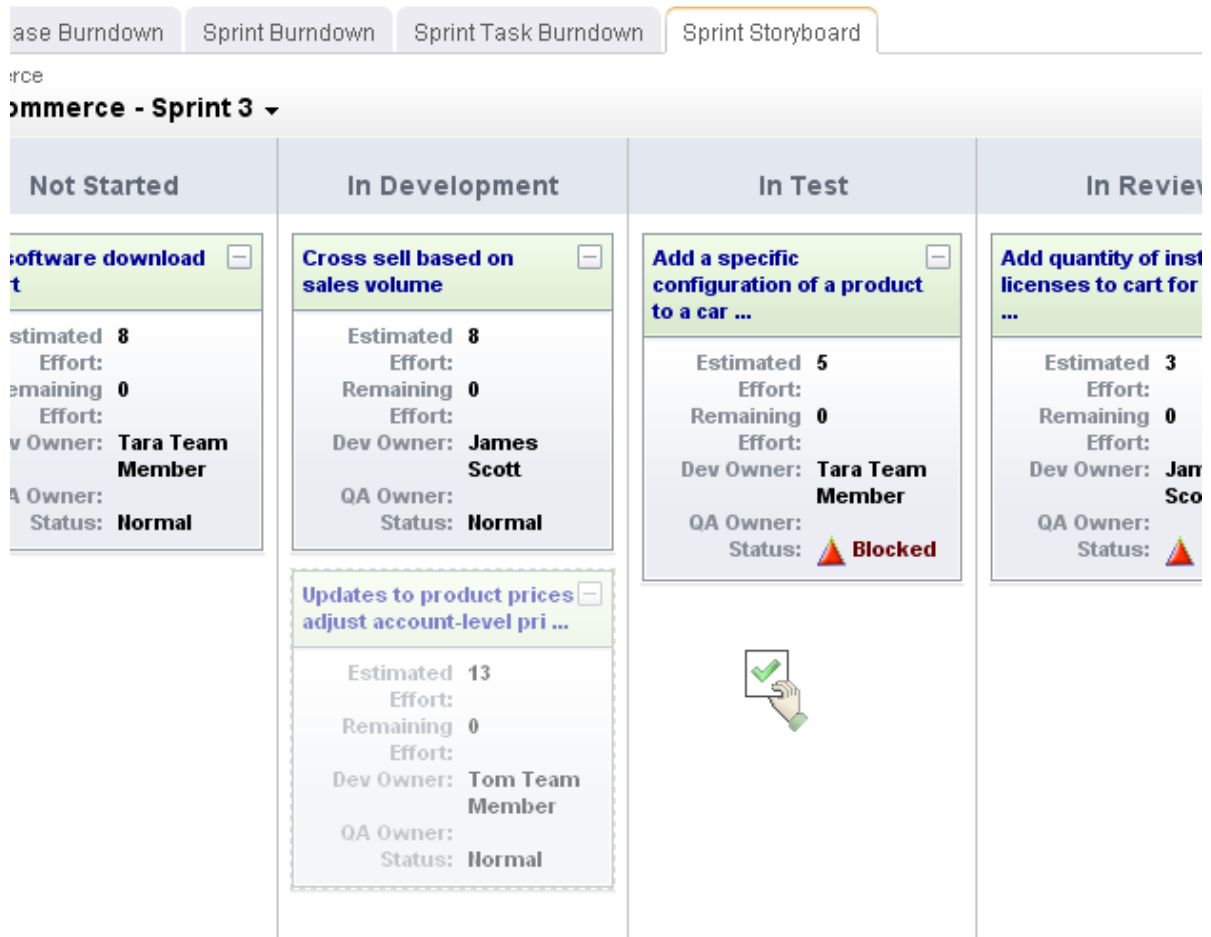 ase Burndown Sprint Burndown Sprint Task Burndown Sprint Storyboard
erce
ommerce - Sprint 3
Not Started
software download
t
stimated 8
Effort:
emaining 0
Effort:
v Owner: Tara Team
Member
A Owner:
Status: Normal
In Development
Cross sell based on
sales volume
Estimated 8
Effort:
Remaining 0
Effort:
Dev Owner: James
Scott
QA Owner:
Status: Normal
Updates to product prices
adjust account-level pri ...
Estimated 13
Effort:
Remaining 0
Effort:
Dev Owner: Tom Team
Member
QA Owner:
Status: Normal
In Test
Add a specific
configuration of a product
to a car ...
Estimated 5
Effort:
Remaining 0
Effort:
Dev Owner: Tara Team
Member
QA Owner:
Status: Blocked
In Review
Add quantity of inst
licenses to cart for
...
Estimated 3
Effort:
Remaining 0
Effort:
Dev Owner: Jam
Sco
QA Owner:
Status: